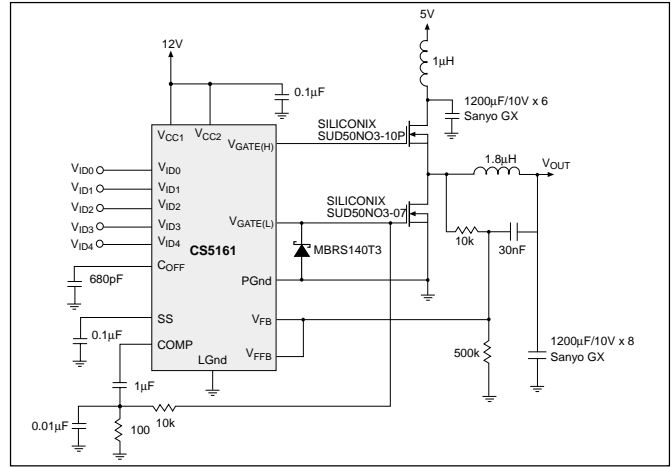 5V
12V
1μH
0.1μF
1200μF/10V x 6
Sanyo GX
SILICONIX
SUD50NO3-10P
VCC1
VCC2
VGATE(H)
1.8μH
VOUT
VID0
VID0
VID1
VID1
VID2
VID2
VID3
VID3
VID4
VID4
SILICONIX
SUD50NO3-07
VGATE(L)
10k
30nF
CS5161
MBRS140T3
COFF
680pF
PGnd
SS
0.1μF
VFB
COMP
VFFB
LGnd
1200μF/10V x 8
Sanyo GX
500k
1μF
10k
0.01μF
100